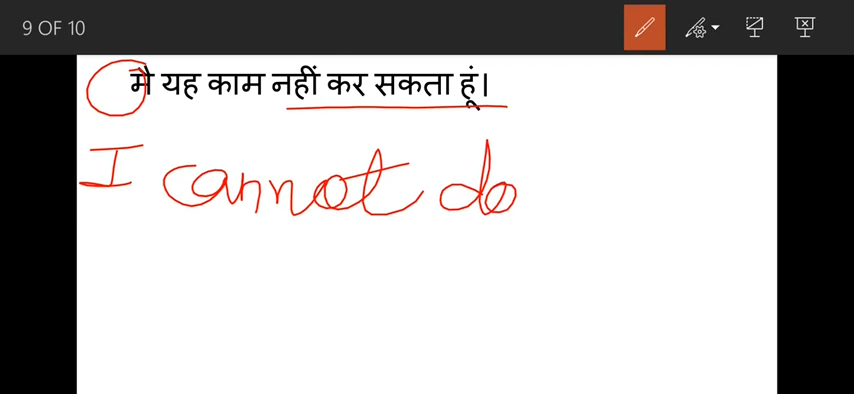 9 OF 10
मै यह काम नहीं कर सकता हूं।
I cannot do